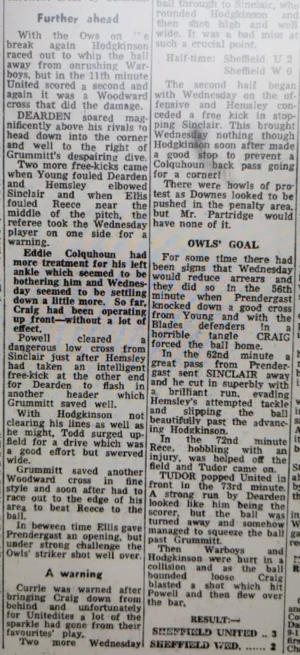 Further ahead
With the Ows on the
break again Hodgkinson
raced out to whip the ball
away from onrushing War-
boys, but in the 11th minute
United scored a second and
again it was a Woodward
cross that did the damage.
DEARDEN soared mag-
nificently above his rivals to
head down into the corner
and well to the right of
Grummitt's despairing dive.
Two more free-kicks came
when Young fouled Dearden
and Hemsley elbowed
Sinclair and when Ellis
fouled Reece near the
middle of the pitch, the
referee took the Wednesday
player on one side for a
warning.
Eddie Colquhoun had
more treatment for his left
ankle which seemed to be
bothering him and Wednes-
day seemed to be settling
down a little more. So far,
Craig had been operating
up front—without a lot of
effect.
Powell cleared a
dangerous low cross from
Sinclair just after Hemsley
had taken an intelligent
free-kick at the other end
for Dearden to flash in
another header which
Grummitt saved well.
With Hodgkinson not
clearing his lines as well as
he might, Todd surged up-
field for a drive which was
a good effort but swerved
wide.
Grummitt saved another
Woodward cross in fine
style and soon after had to
race out to the edge of his
area to beat Reece to the
ball.
In beween time Ellis gave
Prendergast an opening, but
under strong challenge the
Owls' striker shot well over.
A warning
Currie was warned after
bringing Craig down from
behind and unfortunately
for Unitedites a lot of the
sparkle had gone from their
favourites' play.
Two more Wednesday
ball through to Sinclair, who
rounded Hodgkinson and
then shot high and well
wide. It was a bad miss at
such a crucial point.
Half-time: Sheffield U 2
Sheffield W 0
The second half began
with Wednesday on the of-
fensive and Hemsley con-
ceded a free kick in stop-
ping Sinclair. This brought
Wednesday nothing though
Hodgkinson soon after made
a good stop to prevent a
Colquhoun back pass going
for a corner!
There were howls of pro-
test as Downes looked to be
pushed in the penalty area,
but Mr. Partridge would
have none of it.
OWLS' GOAL
For some time there had
been signs that Wednesday
would reduce arrears and
they did so in the 56th
minute when Prendergast
knocked down a good cross
from Young and with the
Blades defenders in a
horrible tangle CRAIG
forced the ball home.
In the 62nd minute a
great pass from Prender-
gast sent SINCLAIR away
and he cut in superbly with
a brilliant run, evading
Hemsley's attempted tackle
and slipping the ball
beautifully past the advanc-
ing Hodgkinson.
In the 72nd minute
Rece, hobbling with an
injury, was helped off the
field and Tudor came on.
TUDOR popped United in
front in the 73rd minute.
A strong run by Dearden
looked like him being the
scorer, but the ball was
turned away and somehow
managed to squeeze the ball
past Grummitt.
Then Warboys and
Hodgkinson were hurt in a
collision and as the ball
bounded loose Craig
blasted a shot which hit
Powell and then flew over
the bar.
RESULT:—
SHEFFIELD UNITED .. 3
SHEFFIELD WED. ...... 2